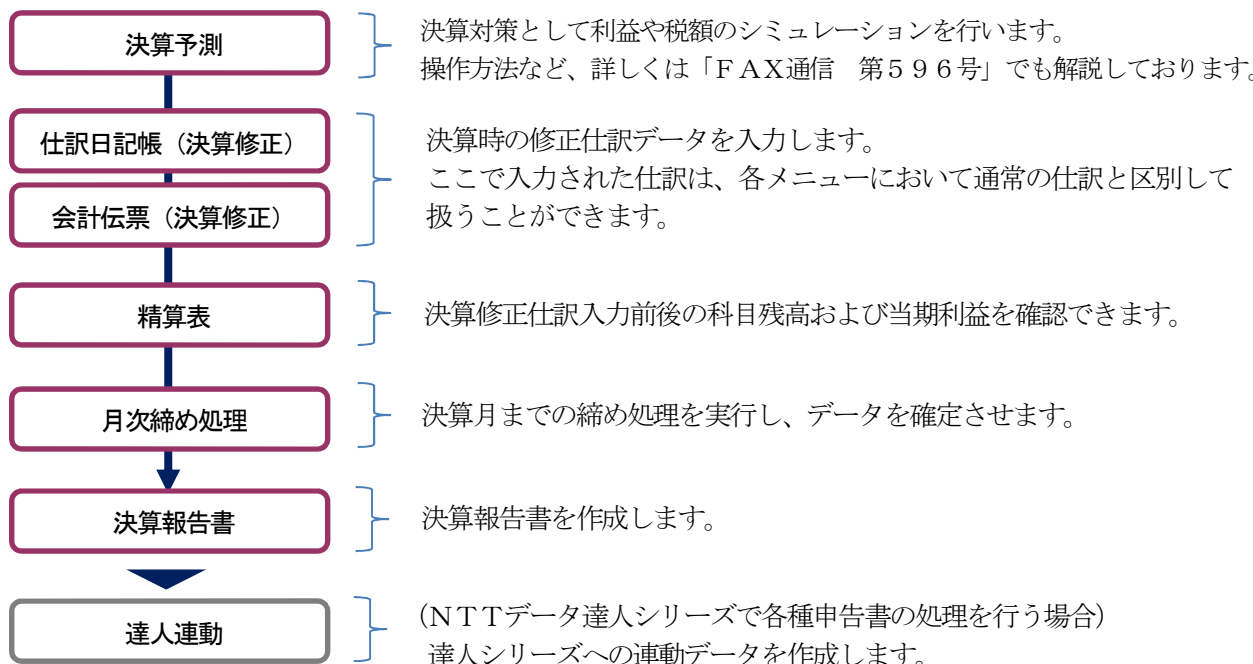 決算予測
決算対策として利益や税額のシミュレーションを行います。
操作方法など、詳しくは「ＦＡＸ通信　第５９６号」でも解説しております。
仕訳日記帳（決算修正）
会計伝票（決算修正）
決算時の修正仕訳データを入力します。
ここで入力された仕訳は、各メニューにおいて通常の仕訳と区別して
扱うことができます。
精算表
決算修正仕訳入力前後の科目残高および当期利益を確認できます。
月次締め処理
決算月までの締め処理を実行し、データを確定させます。
決算報告書
決算報告書を作成します。
達人連動
（ＮＴＴデータ達人シリーズで各種申告書の処理を行う場合）
達人シリーズへの連動データを作成します。